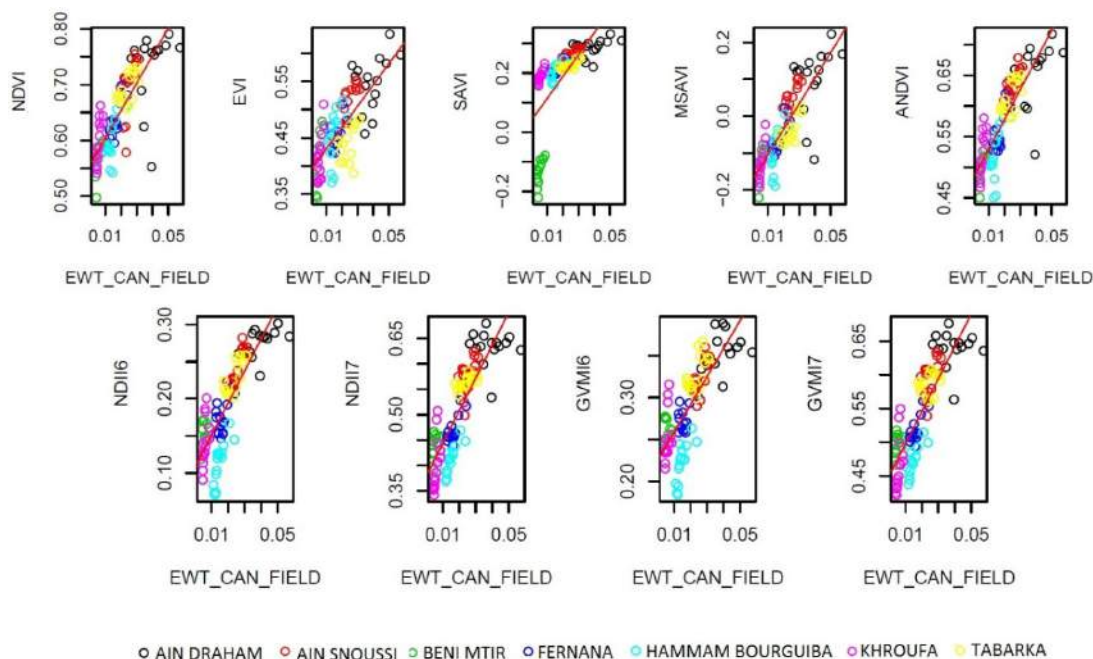 NDVI
0.80
0.70
0.60
0.50
0.01 0.05
EWT_CAN_FIELD
EVI
0.55
0.45
0.35
0.01 0.05
EWT_CAN_FIELD
SAVI
0.2
0.0
−0.2
0.01 0.05
EWT_CAN_FIELD
MSAVI
0.2
0.0
−0.2
0.01 0.05
EWT_CAN_FIELD
ANDVI
0.65
0.55
0.45
0.01 0.05
EWT_CAN_FIELD
NDII6
0.30
0.20
0.10
0.01 0.05
EWT_CAN_FIELD
NDII7
0.65
0.50
0.35
0.01 0.05
EWT_CAN_FIELD
GVMI6
0.30
0.20
0.01 0.05
EWT_CAN_FIELD
GVMI7
0.65
0.55
0.45
0.01 0.05
EWT_CAN_FIELD
AIN DRAHAM AIN SNOUSSI BENI MTIR FERNANA HAMMAM BOURGUIBA KHROUFA TABARKA